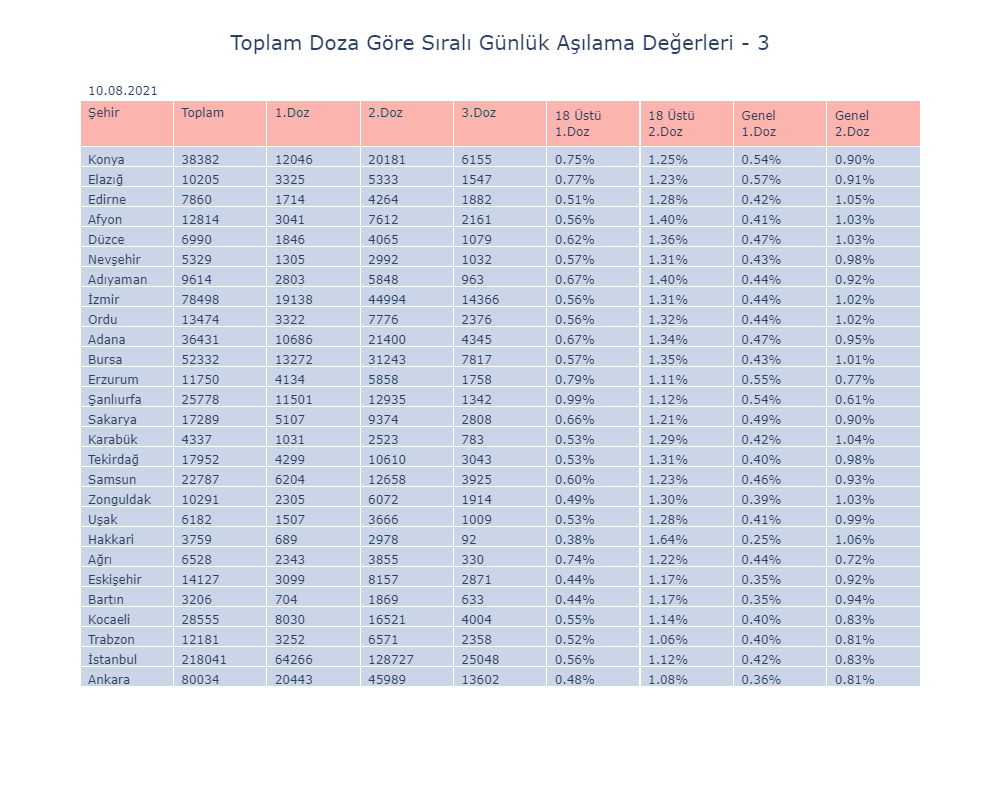 Toplam Doza Göre Sıralı Günlük Aşılama Değerleri - 3
10.08.2021
Şehir Toplam 1.Doz 2.Doz 3.Doz 18 Üstü 1.Doz 18 Üstü 2.Doz Genel 1.Doz Genel 2.Doz
Konya 38382 12046 20181 6155 0.75% 1.25% 0.54% 0.90%
Elazığ 10205 3325 5333 1547 0.77% 1.23% 0.57% 0.91%
Edirne 7860 1714 4264 1882 0.51% 1.28% 0.42% 1.05%
Afyon 12814 3041 7612 2161 0.56% 1.40% 0.41% 1.03%
Düzce 6990 1846 4065 1079 0.62% 1.36% 0.47% 1.03%
Nevşehir 5329 1305 2992 1032 0.57% 1.31% 0.43% 0.98%
Adıyaman 9614 2803 5848 963 0.67% 1.40% 0.44% 0.92%
İzmir 78498 19138 44994 14366 0.56% 1.31% 0.44% 1.02%
Ordu 13474 3322 7776 2376 0.56% 1.32% 0.44% 1.02%
Adana 36431 10686 21400 4345 0.67% 1.34% 0.47% 0.95%
Bursa 52332 13272 31243 7817 0.57% 1.35% 0.43% 1.01%
Erzurum 11750 4134 5858 1758 0.79% 1.11% 0.55% 0.77%
Şanlıurfa 25778 11501 12935 1342 0.99% 1.12% 0.54% 0.61%
Sakarya 17289 5107 9374 2808 0.66% 1.21% 0.49% 0.90%
Karabük 4337 1031 2523 783 0.53% 1.29% 0.42% 1.04%
Tekirdağ 17952 4299 10610 3043 0.53% 1.31% 0.40% 0.98%
Samsun 22787 6204 12658 3925 0.60% 1.23% 0.46% 0.93%
Zonguldak 10291 2305 6072 1914 0.49% 1.30% 0.39% 1.03%
Uşak 6182 1507 3666 1009 0.53% 1.28% 0.41% 0.99%
Hakkari 3759 689 2978 92 0.38% 1.64% 0.25% 1.06%
Ağrı 6528 2343 3855 330 0.74% 1.22% 0.44% 0.72%
Eskişehir 14127 3099 8157 2871 0.44% 1.17% 0.35% 0.92%
Bartın 3206 704 1869 633 0.44% 1.17% 0.35% 0.94%
Kocaeli 28555 8030 16521 4004 0.55% 1.14% 0.40% 0.83%
Trabzon 12181 3252 6571 2358 0.52% 1.06% 0.40% 0.81%
İstanbul 218041 64266 128727 25048 0.56% 1.12% 0.42% 0.83%
Ankara 80034 20443 45989 13602 0.48% 1.08% 0.36% 0.81%